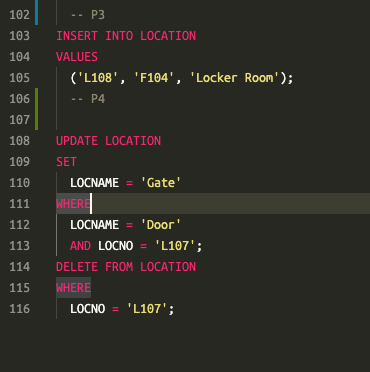 102 -- P3
103 INSERT INTO LOCATION
104 VALUES
105 ('L108', 'F104', 'Locker Room');
106 -- P4
107
108 UPDATE LOCATION
109 SET
110 LOCNAME = 'Gate'
111 WHERE
112 LOCNAME = 'Door'
113 AND LOCNO = 'L107';
114 DELETE FROM LOCATION
115 WHERE
116 LOCNO = 'L107';